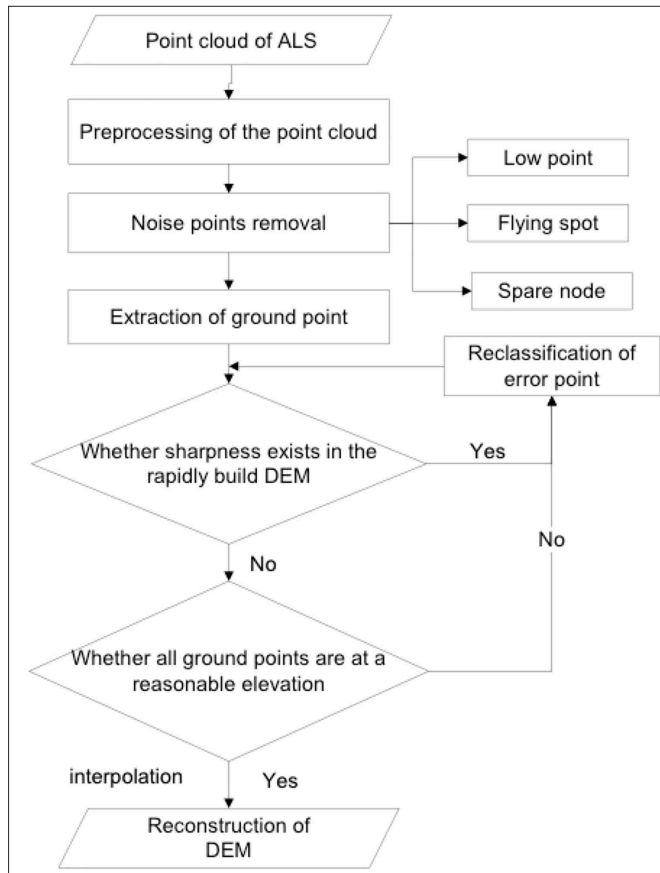 Point cloud of ALS
Preprocessing of the point cloud
Noise points removal
Low point
Flying spot
Spare node
Extraction of ground point
Reclassification of
error point
Whether sharpness exists in the
rapidly build DEM
Yes
No
No
Whether all ground points are at a
reasonable elevation
interpolation
Yes
Reconstruction of
DEM